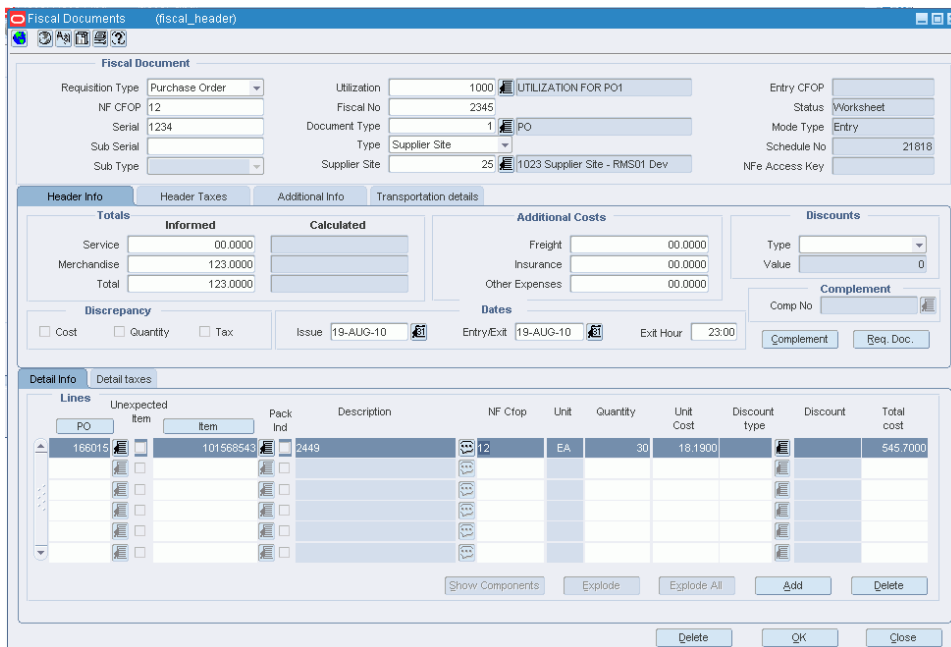 Fiscal Documents (fiscal_header)
Fiscal Document
Requisition Type Purchase Order Utilization 1000 UTILIZATION FOR PO1 Entry CFOP
NF CFOP 12 Fiscal No 2345 Status Worksheet
Serial 1234 Document Type 1 PO Mode Type Entry
Sub Serial Type Supplier Site Schedule No 21818
Sub Type Supplier Site 25 1023 Supplier Site - RMS01 Dev NFe Access Key
Header Info Header Taxes Additional Info Transportation details
Totals Additional Costs Discounts
Informed Calculated
Service 00.0000 Freight 00.0000 Type
Merchandise 123.0000 Insurance 00.0000 Value 0
Total 123.0000 Other Expenses 00.0000
Complement
Comp No
Discrepancy Dates
Cost Quantity Tax Issue 19-AUG-10 31 Entry/Exit 19-AUG-10 31 Exit Hour 23:00 Complement Req. Doc.
Detail Info Detail taxes
Lines
PO Unexpected Item Item Pack Ind Description NF Cfop Unit Quantity Unit Cost Discount type Discount Total cost
166015 101568543 2449 12 EA 30 18.1900 545.7000
Show Components Explode Explode All Add Delete
Delete OK Close